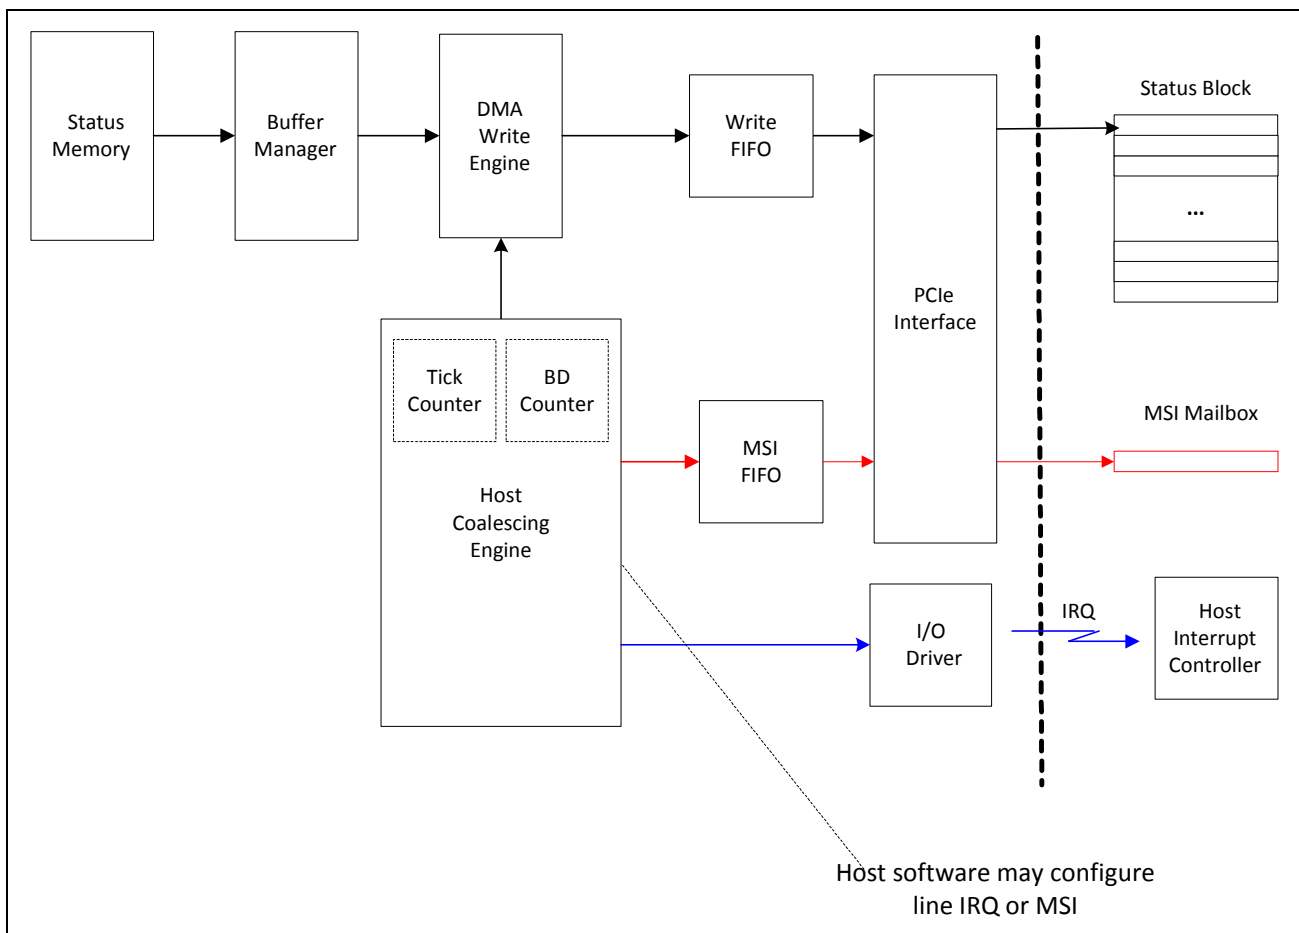 Status
Memory
Buffer
Manager
DMA
Write
Engine
Write
FIFO
PCIe
Interface
Status Block
...
Tick
Counter
BD
Counter
Host
Coalescing
Engine
MSI
FIFO
MSI Mailbox
I/O
Driver
IRQ
Host
Interrupt
Controller
Host software may configure
line IRQ or MSI